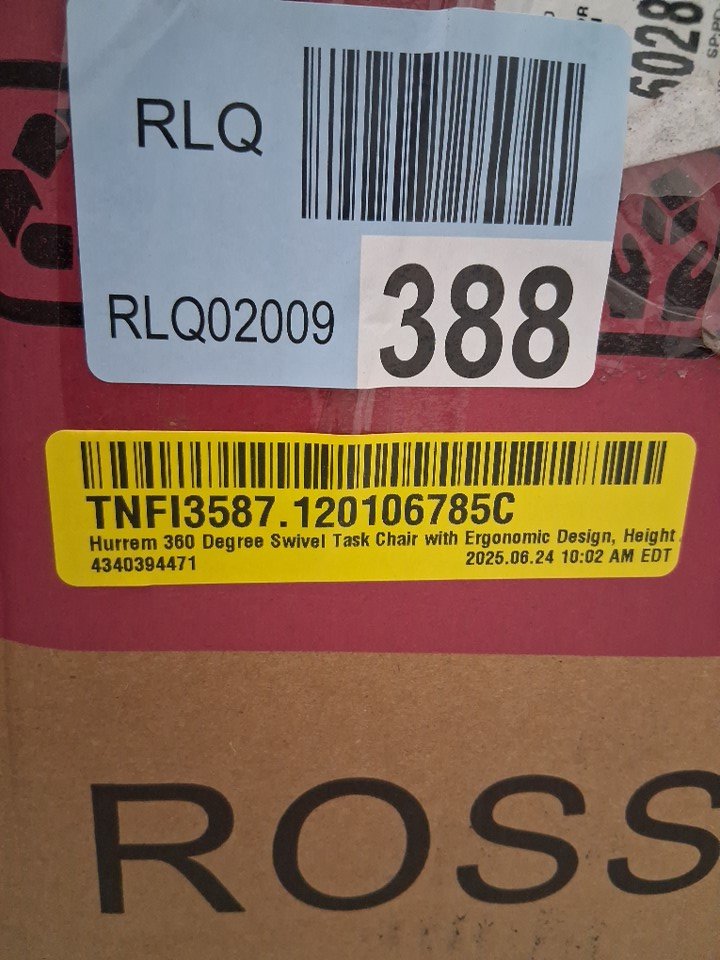 6028
RLQ
RLQ02009
388
TNFI3587.120106785C
Hurrem 360 Degree Swivel Task Chair with Ergonomic Design, Height
4340394471
2025.06.24 10:02 AM EDT
ROSS